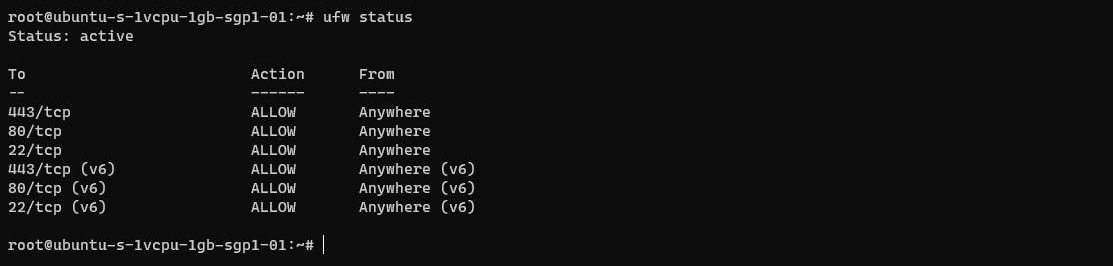 root@ubuntu-s-1vcpu-1gb-sgp1-01:~# ufw status
Status: active

To                         Action      From
--                         ------      ----
443/tcp                    ALLOW       Anywhere
80/tcp                     ALLOW       Anywhere
22/tcp                     ALLOW       Anywhere
443/tcp (v6)               ALLOW       Anywhere (v6)
80/tcp (v6)                ALLOW       Anywhere (v6)
22/tcp (v6)                ALLOW       Anywhere (v6)

root@ubuntu-s-1vcpu-1gb-sgp1-01:~#